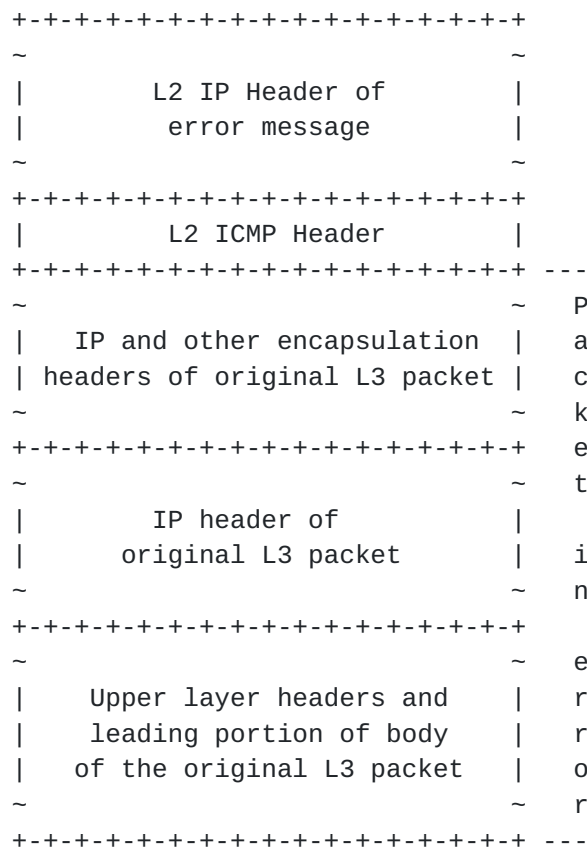 +-+-+-+-+-+-+-+-+-+-+-+-+-+-+-+-+
~                               ~
|        L2 IP Header of        |
|         error message         |
~                               ~
+-+-+-+-+-+-+-+-+-+-+-+-+-+-+-+-+
|         L2 ICMP Header        |
+-+-+-+-+-+-+-+-+-+-+-+-+-+-+-+-+ ---
~                               ~   P
|   IP and other encapsulation  |   a
| headers of original L3 packet |   c
~                               ~   k
+-+-+-+-+-+-+-+-+-+-+-+-+-+-+-+-+   e
~                               ~   t
|        IP header of           |
|      original L3 packet       |   i
~                               ~   n
+-+-+-+-+-+-+-+-+-+-+-+-+-+-+-+-+
~                               ~   e
|    Upper layer headers and    |   r
|    leading portion of body    |   r
|   of the original L3 packet   |   o
~                               ~   r
+-+-+-+-+-+-+-+-+-+-+-+-+-+-+-+-+ ---